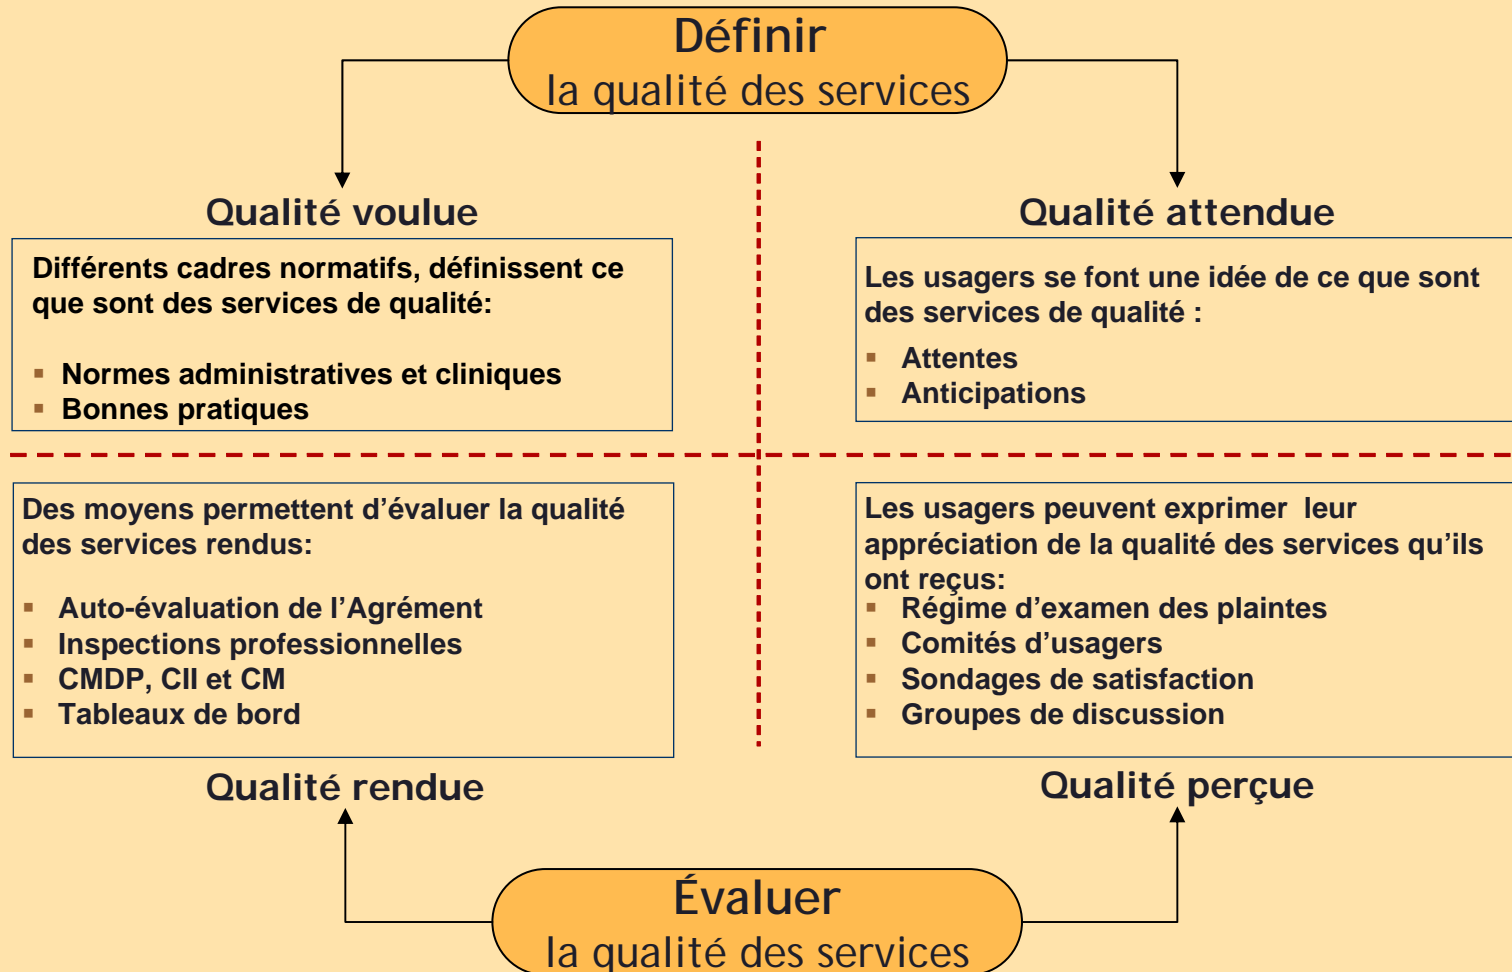 Définir
la qualité des services
Qualité voulue
Différents cadres normatifs, définissent ce
que sont des services de qualité:
▪ Normes administratives et cliniques
▪ Bonnes pratiques
Qualité attendue
Les usagers se font une idée de ce que sont
des services de qualité :
▪ Attentes
▪ Anticipations
Des moyens permettent d’évaluer la qualité
des services rendus:
▪ Auto-évaluation de l’Agrément
▪ Inspections professionnelles
▪ CMDP, CII et CM
▪ Tableaux de bord
Qualité rendue
Les usagers peuvent exprimer  leur
appréciation de la qualité des services qu’ils
ont reçus:
▪ Régime d’examen des plaintes
▪ Comités d’usagers
▪ Sondages de satisfaction
▪ Groupes de discussion
Qualité perçue
Évaluer
la qualité des services